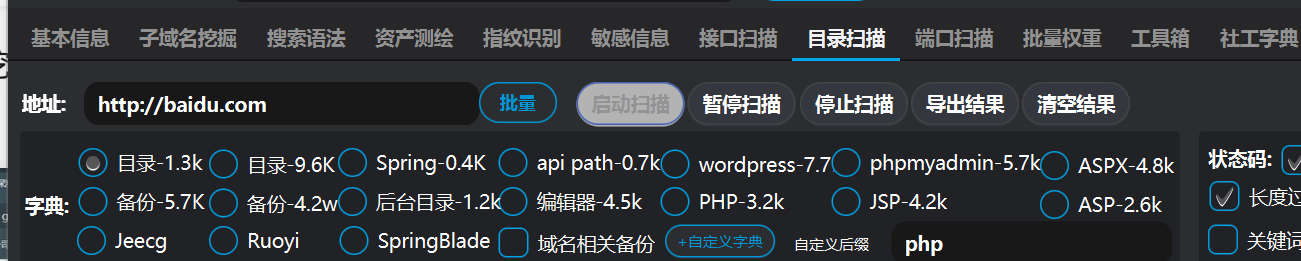 基本信息 子域名挖掘 搜索语法 资产测绘 指纹识别 敏感信息 接口扫描 目录扫描 端口扫描 批量权重 工具箱 社工字典
地址: http://baidu.com 批量 启动扫描 暂停扫描 停止扫描 导出结果 清空结果
目录-1.3k 目录-9.6K Spring-0.4K api path-0.7k wordpress-7.7 phpmyadmin-5.7k ASPX-4.8k 状态码:
字典: 备份-5.7K 备份-4.2w 后台目录-1.2k 编辑器-4.5k PHP-3.2k JSP-4.2k ASP-2.6k 长度过
Jeecg Ruoyi SpringBlade 域名相关备份 +自定义字典 自定义后缀 php 关键词